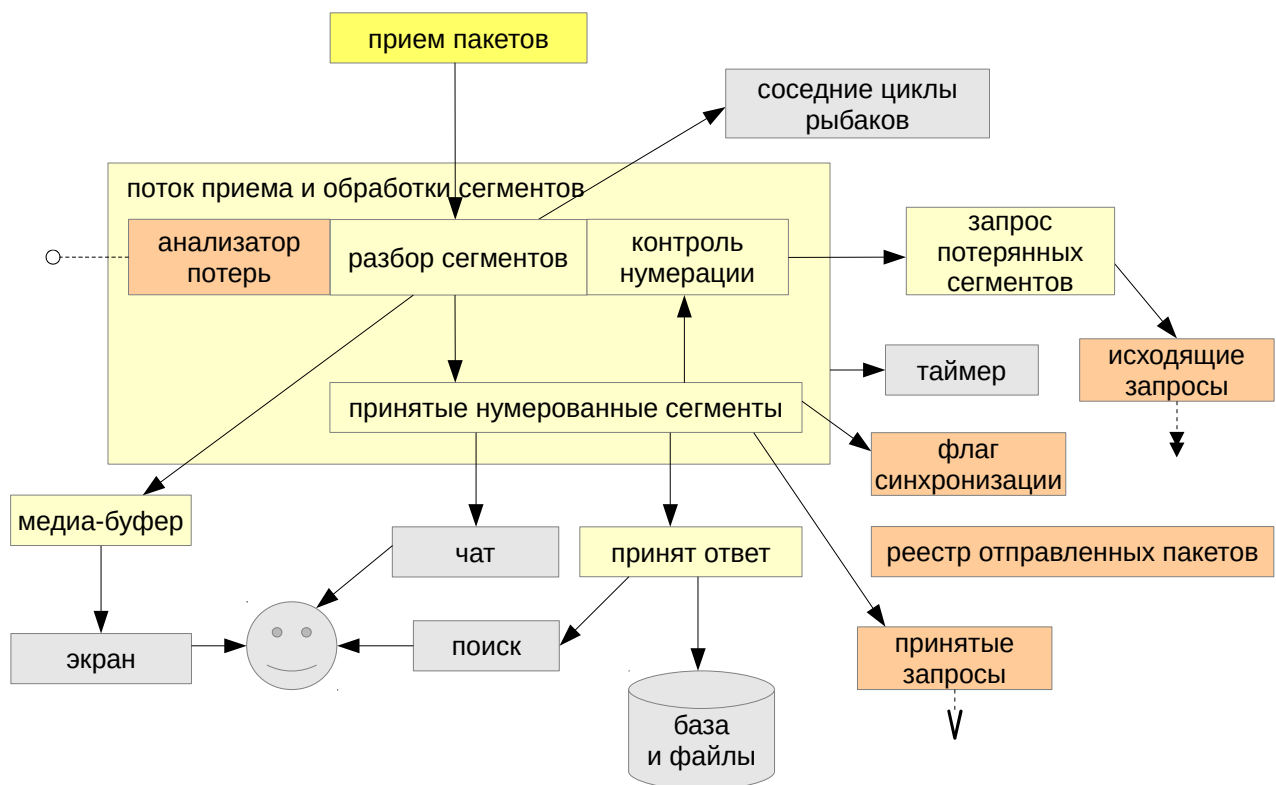 прием пакетов
соседние циклы
рыбаков
поток приема и обработки сегментов
анализатор
потерь
разбор сегментов
контроль
нумерации
запрос
потерянных
сегментов
таймер
исходящие
запросы
принятые нумерованные сегменты
флаг
синхронизации
медиа-буфер
чат
принят ответ
реестр отправленных пакетов
экран
поиск
принятые
запросы
база
и файлы